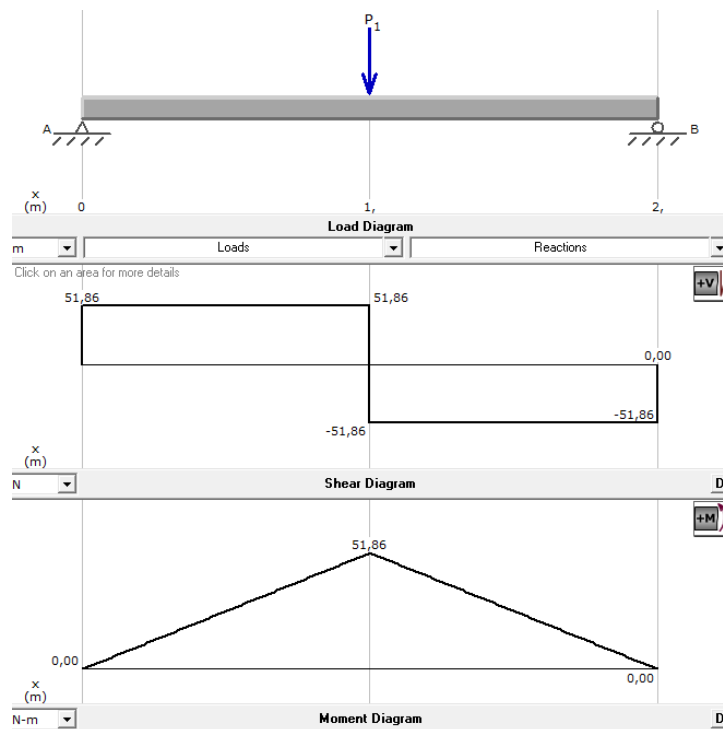 P1
A
B
x
(m)
0
1,
2,
Load Diagram
m
Loads
Reactions
Click on an area for more details
+V
51,86
51,86
0,00
-51,86
-51,86
x
(m)
N
Shear Diagram
D
+M
51,86
0,00
0,00
x
(m)
N-m
Moment Diagram
D